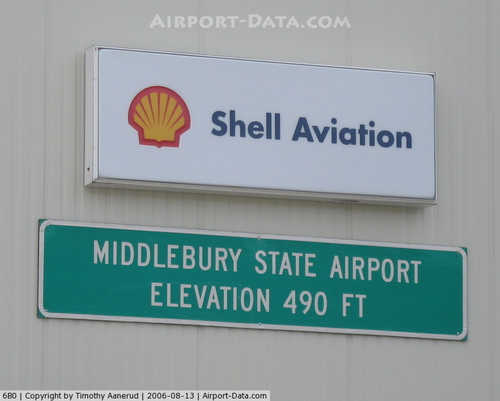 AIRPORT-DATA.COM
Shell Aviation
MIDDLEBURY STATE AIRPORT
ELEVATION 490 FT
6B0 | Copyright by Timothy Aanerud | 2006-08-13 | Airport-Data.com